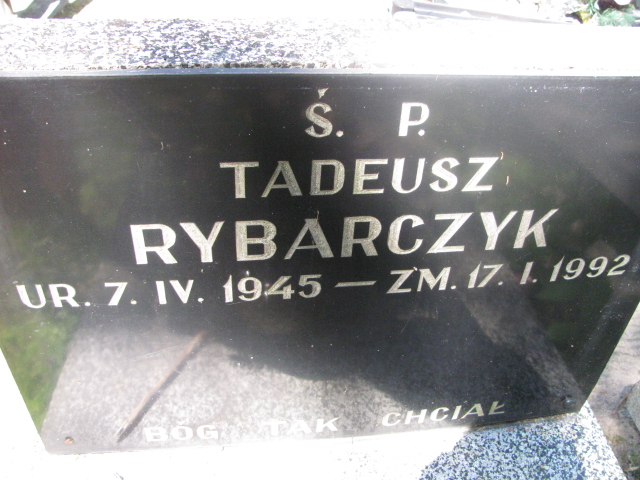 Ś. P.
TADEUSZ
RYBARCZYK
UR. 7. IV. 1945 — ZM. 17. I. 1992
BÓG TAK CHCIAŁ